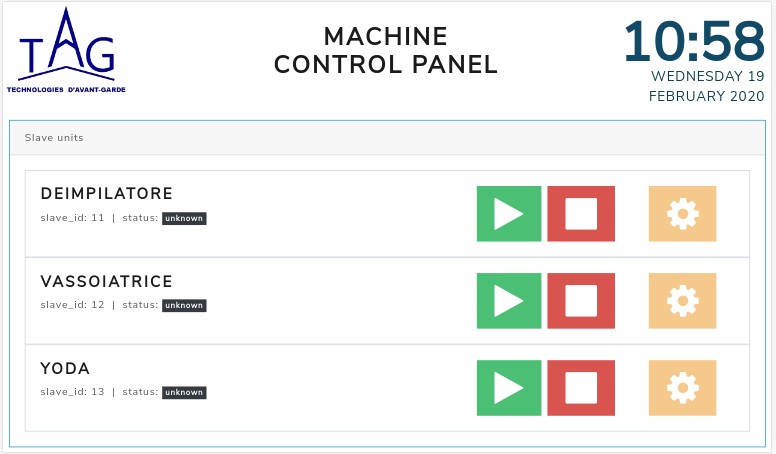 TAG
TECHNOLOGIES D'AVANT-GARDE
MACHINE
CONTROL PANEL
10:58
WEDNESDAY 19
FEBRUARY 2020
Slave units
DEIMPILATORE
slave_id: 11 | status: unknown
VASSOIATRICE
slave_id: 12 | status: unknown
YODA
slave_id: 13 | status: unknown